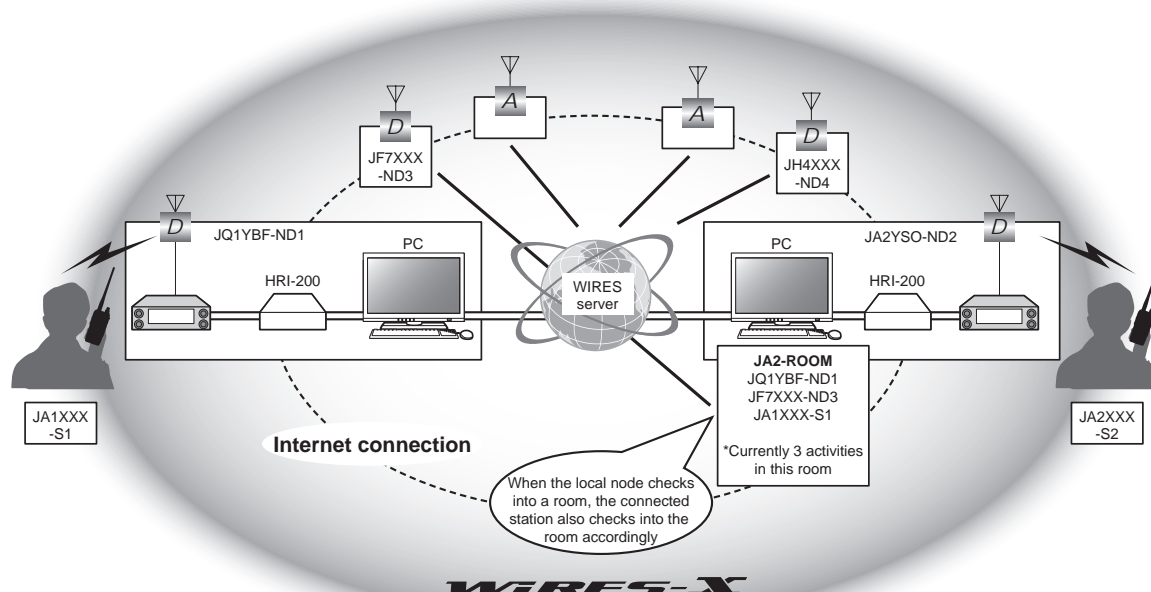 A
A
D
JF7XXX
-ND3
D
JH4XXX
-ND4
D
JQ1YBF-ND1
PC
HRI-200
WIRES
server
JA2YSO-ND2
D
PC
HRI-200
JA1XXX
-S1
JA2-ROOM
JQ1YBF-ND1
JF7XXX-ND3
JA1XXX-S1
*Currently 3 activities
in this room
JA2XXX
-S2
Internet connection
When the local node checks
into a room, the connected
station also checks into the
room accordingly
WiRES-X